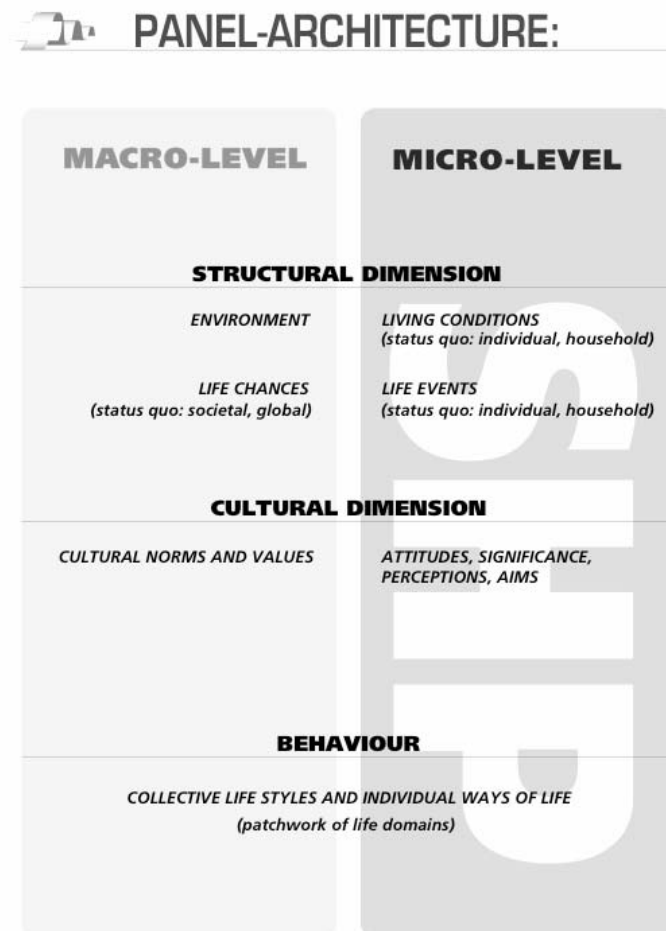 PANEL-ARCHITECTURE:
MACRO-LEVEL
MICRO-LEVEL
STRUCTURAL DIMENSION
ENVIRONMENT
LIVING CONDITIONS
(status quo: individual, household)
LIFE CHANCES
(status quo: societal, global)
LIFE EVENTS
(status quo: individual, household)
CULTURAL DIMENSION
CULTURAL NORMS AND VALUES
ATTITUDES, SIGNIFICANCE,
PERCEPTIONS, AIMS
BEHAVIOUR
COLLECTIVE LIFE STYLES AND INDIVIDUAL WAYS OF LIFE
(patchwork of life domains)
SHP